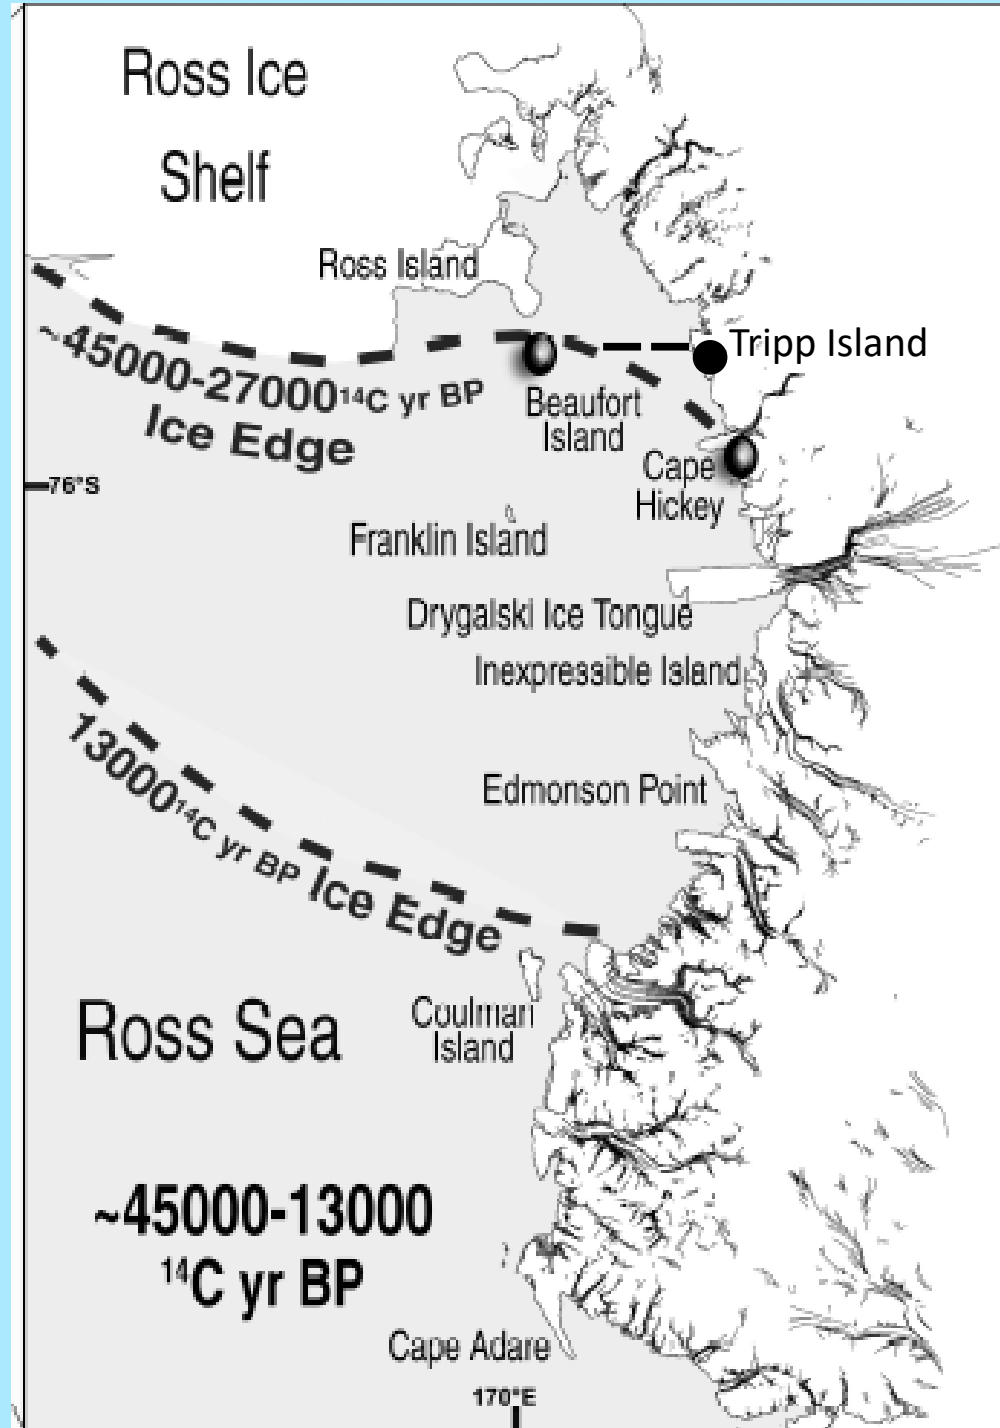 Ross Ice
Shelf
Ross Island
~45000-27000¹⁴C yr BP
Ice Edge
Tripp Island
Beaufort
Island
Cape
Hickey
76°S
Franklin Island
Drygalski Ice Tongue
Inexpressible Island
Edmonson Point
13000¹⁴C yr BP Ice Edge
Coulman
Island
Ross Sea
~45000-13000
¹⁴C yr BP
Cape Adare
170°E